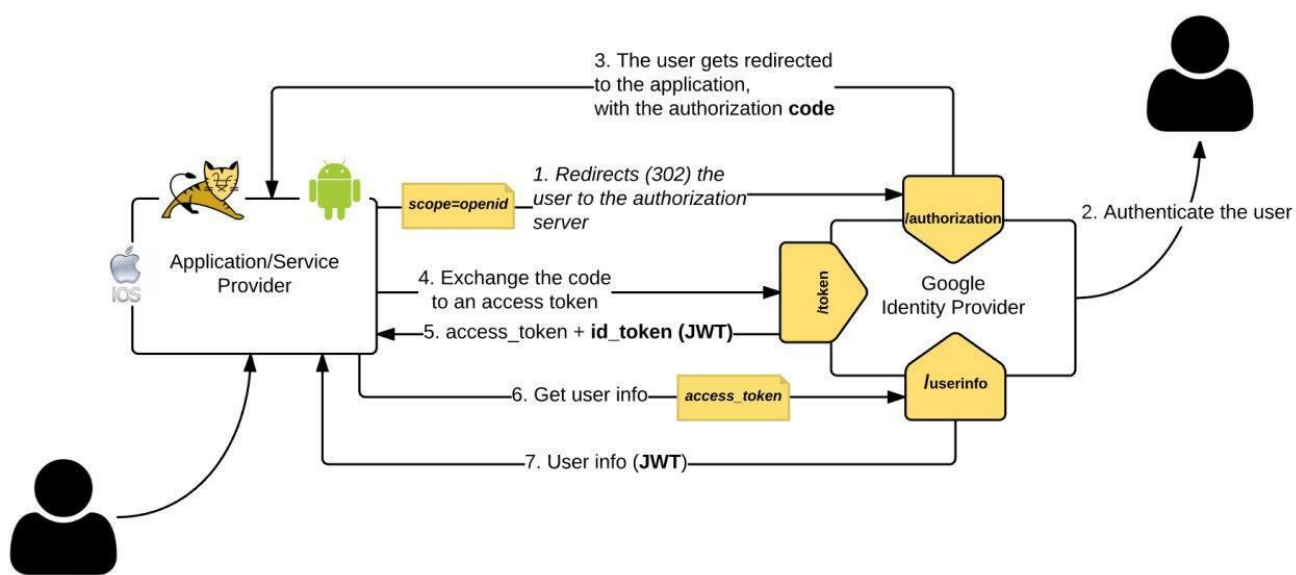 3. The user gets redirected
to the application,
with the authorization code
scope=openid
1. Redirects (302) the
user to the authorization
server
/authorization
2. Authenticate the user
iOS
Application/Service
Provider
4. Exchange the code
to an access token
/token
Google
Identity Provider
5. access_token + id_token (JWT)
6. Get user info
access_token
/userinfo
7. User info (JWT)